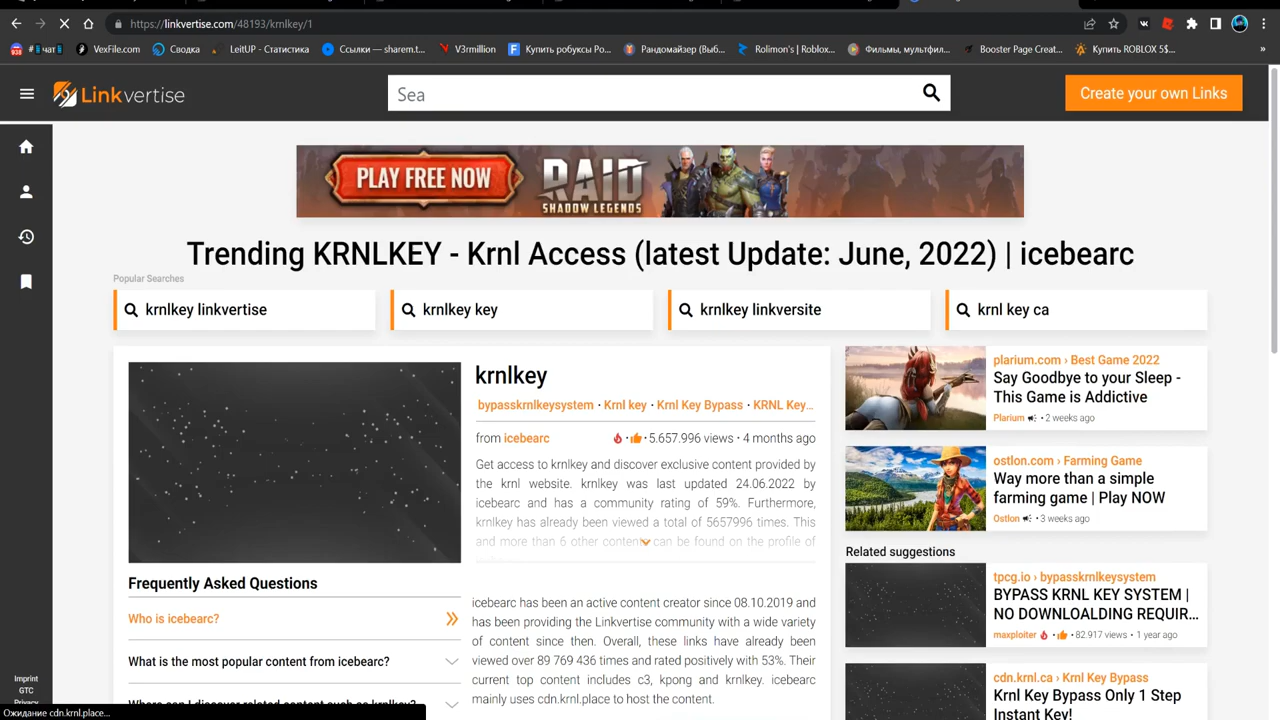 https://linkvertise.com/48193/krnlkey/1
VexFile.com
Сводка
LeitUP - Статистика
Ссылки — sharem.t...
V3rmillion
Купить робуксы Ро...
Рандомайзер (Выб...
Rolimon's | Roblox...
Фильмы, мультфил...
Booster Page Creat...
Купить ROBLOX 5$...
Linkvertise
Sea
Create your own Links
PLAY FREE NOW
RAID
SHADOW LEGENDS
Trending KRNLKEY - Krnl Access (latest Update: June, 2022) | icebearc
Popular Searches
krnlkey linkvertise
krnlkey key
krnlkey linkversite
krnl key ca
krnlkey
bypasskrnlkeysystem · Krnl key · Krnl Key Bypass · KRNL Key...
from icebearc
5.657.996 views · 4 months ago
Get access to krnlkey and discover exclusive content provided by
the krnl website. krnlkey was last updated 24.06.2022 by
icebearc and has a community rating of 59%. Furthermore,
krnlkey has already been viewed a total of 5657996 times. This
and more than 6 other content can be found on the profile of
Frequently Asked Questions
Who is icebearc?
What is the most popular content from icebearc?
icebearc has been an active content creator since 08.10.2019 and
has been providing the Linkvertise community with a wide variety
of content since then. Overall, these links have already been
viewed over 89 769 436 times and rated positively with 53%. Their
current top content includes c3, kpong and krnlkey. icebearc
mainly uses cdn.krnl.place to host the content.
plarium.com › Best Game 2022
Say Goodbye to your Sleep -
This Game is Addictive
Plarium • 2 weeks ago
ostlon.com › Farming Game
Way more than a simple
farming game | Play NOW
Ostlon • 3 weeks ago
Related suggestions
tpcg.io › bypasskrnlkeysystem
BYPASS KRNL KEY SYSTEM |
NO DOWNLOALDING REQUIR...
maxploiter • 82.917 views • 1 year ago
cdn.krnl.ca › Krnl Key Bypass
Krnl Key Bypass Only 1 Step
Instant Key!
Imprint
GTC
Privacy
Ожидание cdn.krnl.place...